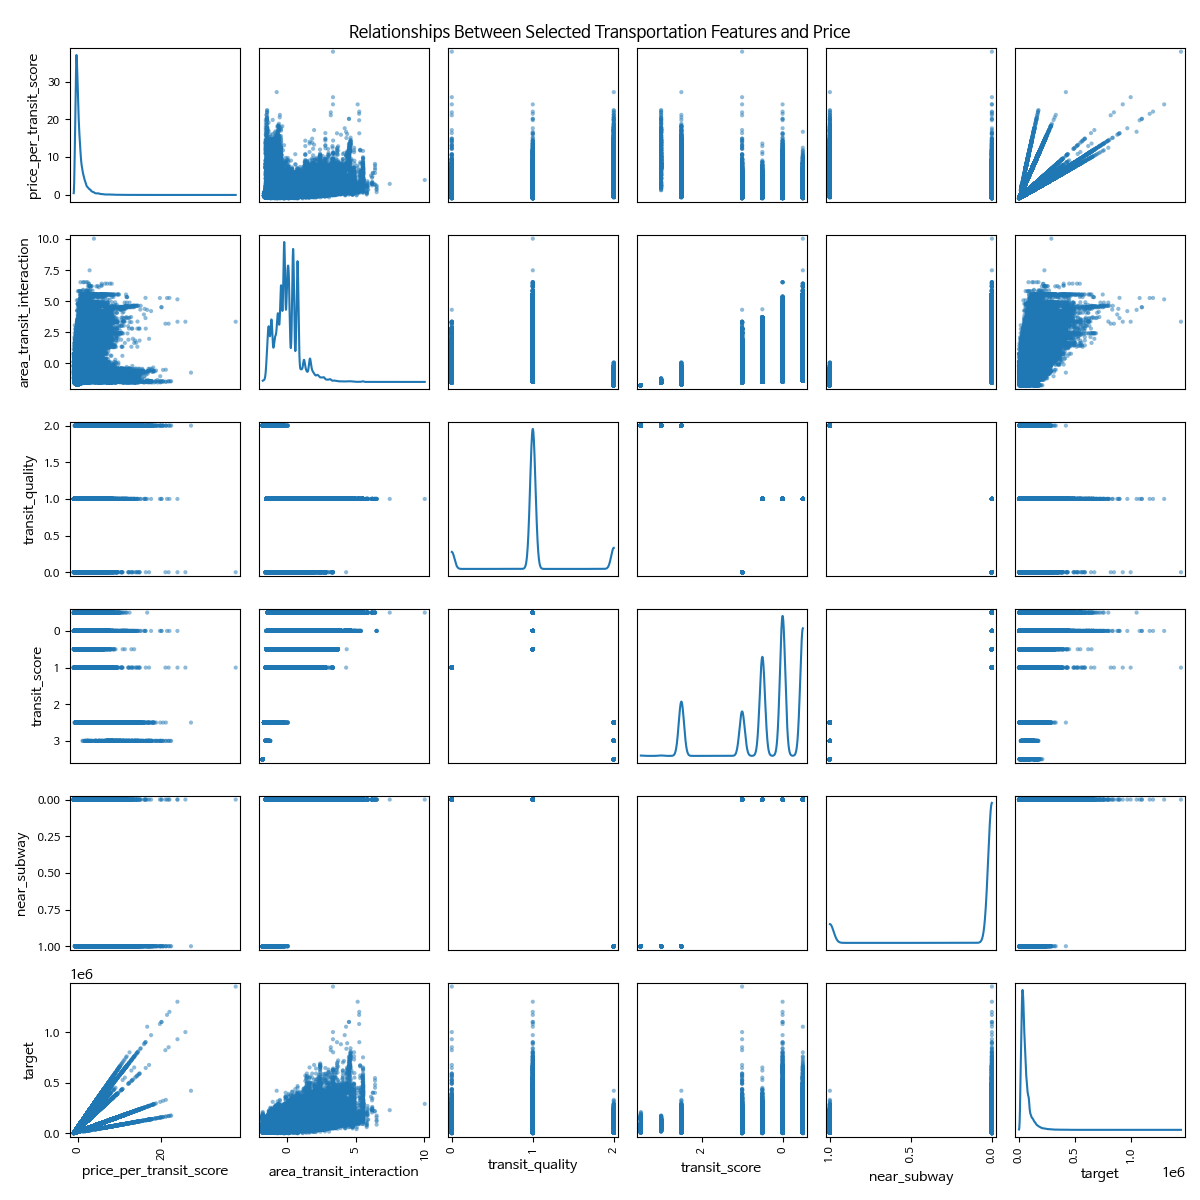 Relationships Between Selected Transportation Features and Price
price_per_transit_score
30
20
10
0
area_transit_interaction
10.0
7.5
5.0
2.5
0.0
transit_quality
2.0
1.5
1.0
0.5
0.0
transit_score
0
1
2
3
near_subway
0.00
0.25
0.50
0.75
1.00
1e6
target
1.0
0.5
0.0
0
20
price_per_transit_score
0
5
10
area_transit_interaction
0
1
2
transit_quality
2
0
transit_score
1.0
0.5
0.0
near_subway
0.0
0.5
1.0
target
1e6